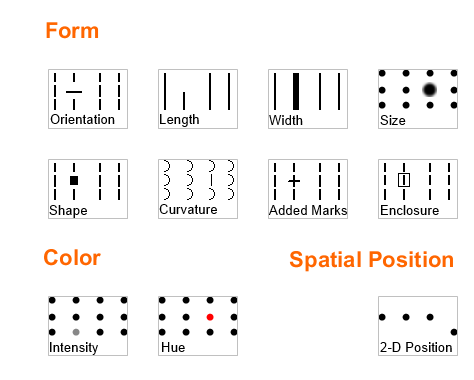 Form
Orientation
Length
Width
Size
Shape
Curvature
Added Marks
Enclosure
Color
Spatial Position
Intensity
Hue
2-D Position